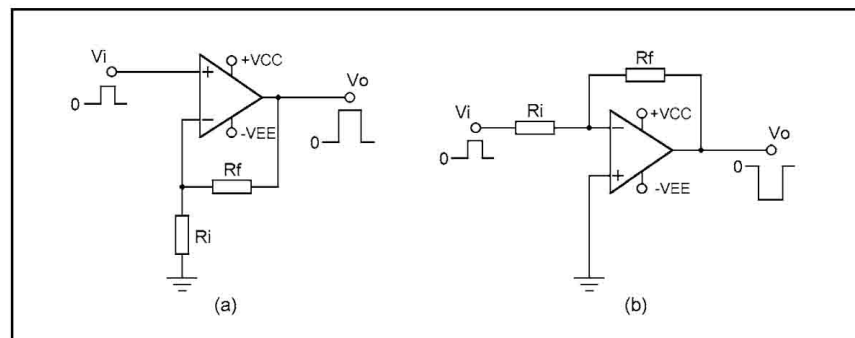 Vi
+VCC
Vo
0
+
−
-VEE
0
Rf
Ri
(a)
Rf
Vi
Ri
+VCC
Vo
0
−
+
-VEE
0
(b)